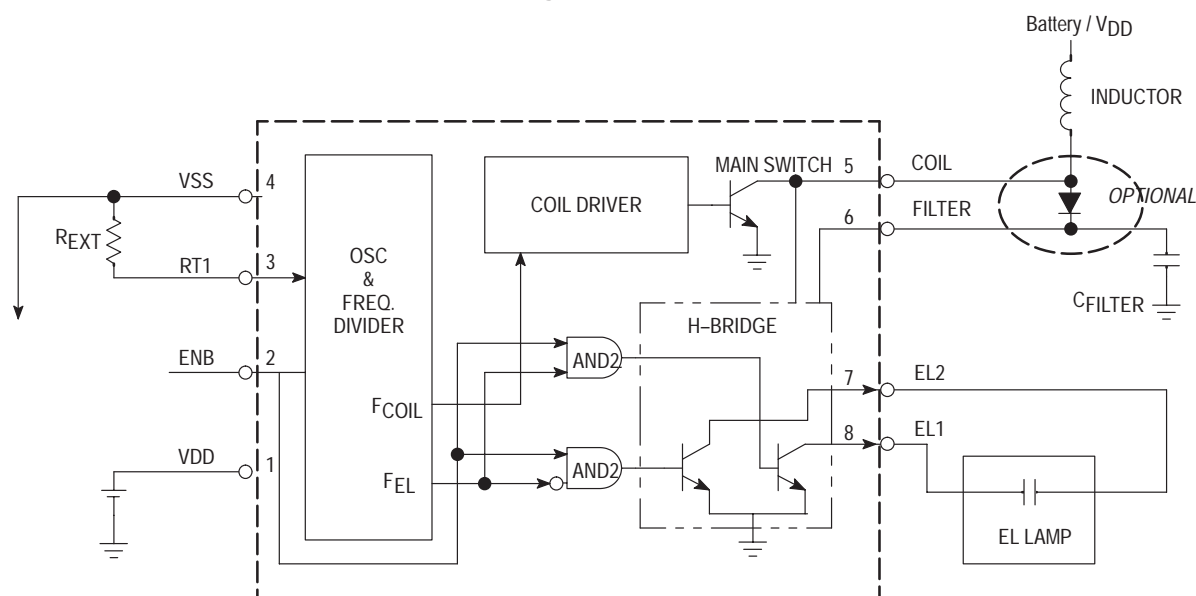 Battery / VDD
INDUCTOR
VSS
4
MAIN SWITCH
5
COIL
OPTIONAL
COIL DRIVER
6
FILTER
REXT
OSC
&
FREQ.
DIVIDER
RT1
3
CFILTER
H–BRIDGE
ENB
2
AND2
7
EL2
FCOIL
8
EL1
VDD
1
AND2
FEL
EL LAMP